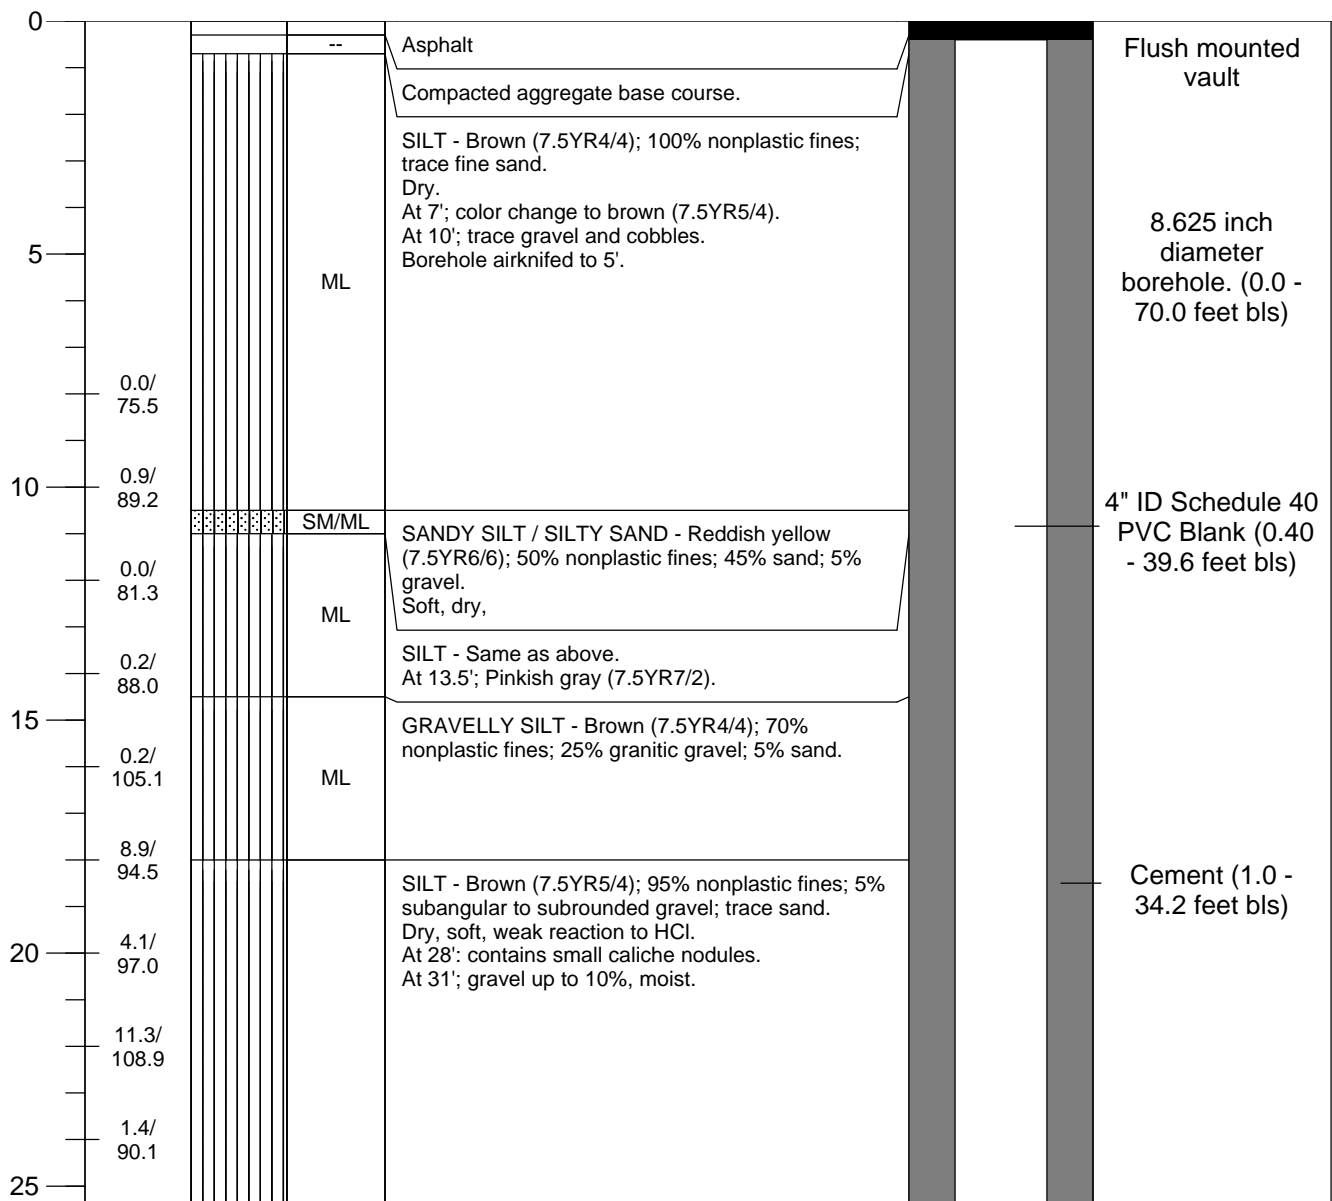 0
5
10
15
20
25
0.0/
75.5
0.9/
89.2
0.0/
81.3
0.2/
88.0
0.2/
105.1
8.9/
94.5
4.1/
97.0
11.3/
108.9
1.4/
90.1
--
ML
SM/ML
ML
ML
Asphalt
Compacted aggregate base course.
SILT - Brown (7.5YR4/4); 100% nonplastic fines;
trace fine sand.
Dry.
At 7'; color change to brown (7.5YR5/4).
At 10'; trace gravel and cobbles.
Borehole airknifed to 5'.
SANDY SILT / SILTY SAND - Reddish yellow
(7.5YR6/6); 50% nonplastic fines; 45% sand; 5%
gravel.
Soft, dry,
SILT - Same as above.
At 13.5'; Pinkish gray (7.5YR7/2).
GRAVELLY SILT - Brown (7.5YR4/4); 70%
nonplastic fines; 25% granitic gravel; 5% sand.
SILT - Brown (7.5YR5/4); 95% nonplastic fines; 5%
subangular to subrounded gravel; trace sand.
Dry, soft, weak reaction to HCl.
At 28': contains small caliche nodules.
At 31'; gravel up to 10%, moist.
Flush mounted
vault
8.625 inch
diameter
borehole. (0.0 -
70.0 feet bls)
4" ID Schedule 40
PVC Blank (0.40
- 39.6 feet bls)
Cement (1.0 -
34.2 feet bls)